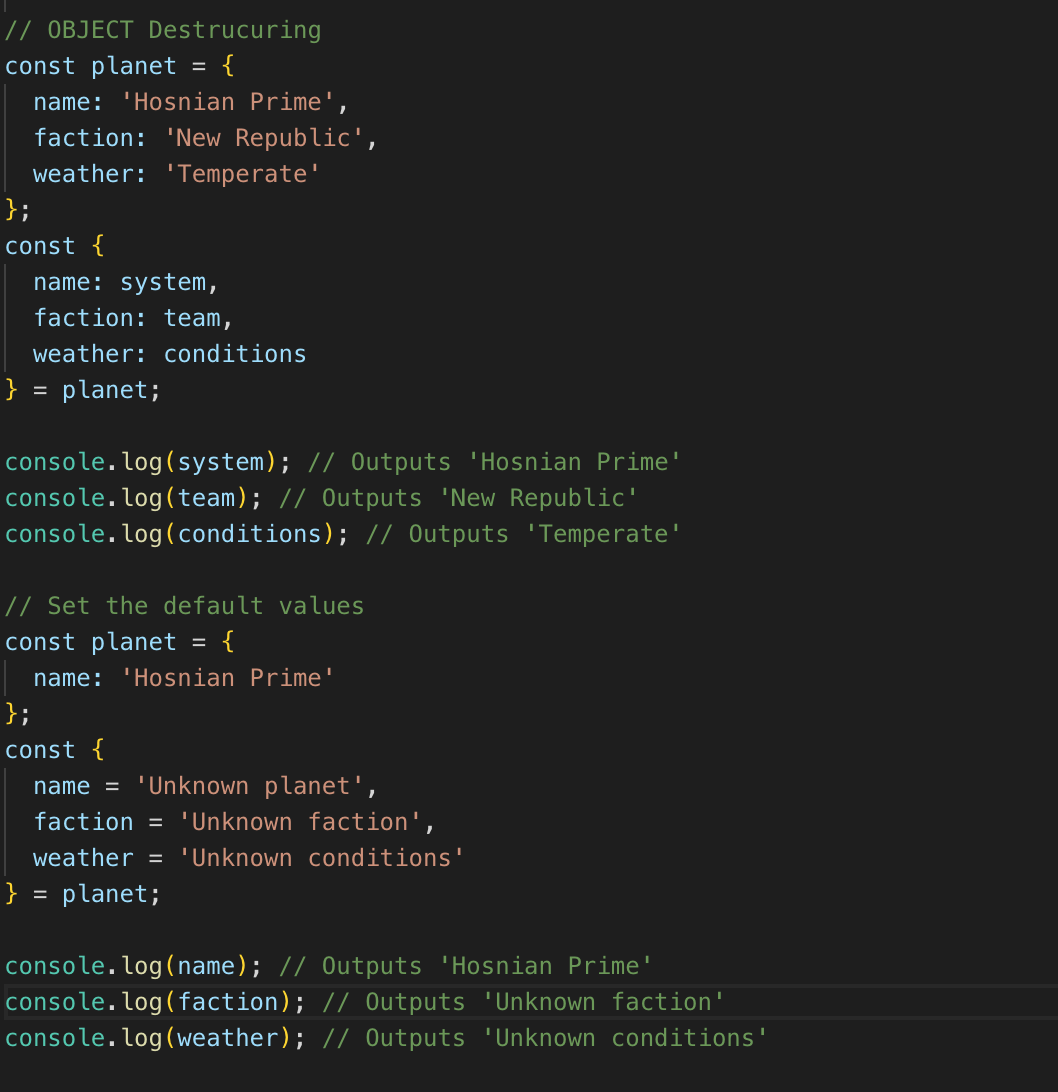 // OBJECT Destrucuring
const planet = {
  name: 'Hosnian Prime',
  faction: 'New Republic',
  weather: 'Temperate'
};
const {
  name: system,
  faction: team,
  weather: conditions
} = planet;

console.log(system); // Outputs 'Hosnian Prime'
console.log(team); // Outputs 'New Republic'
console.log(conditions); // Outputs 'Temperate'

// Set the default values
const planet = {
  name: 'Hosnian Prime'
};
const {
  name = 'Unknown planet',
  faction = 'Unknown faction',
  weather = 'Unknown conditions'
} = planet;

console.log(name); // Outputs 'Hosnian Prime'
console.log(faction); // Outputs 'Unknown faction'
console.log(weather); // Outputs 'Unknown conditions'